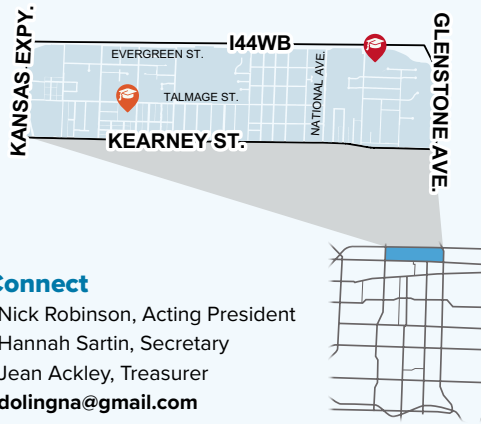 I44WB
EVERGREEN ST.
TALMAGE ST.
NATIONAL AVE.
KANSAS EXPY.
GLENSTONE AVE.
KEARNEY ST.
Connect
Nick Robinson, Acting President
Hannah Sartin, Secretary
Jean Ackley, Treasurer
dolingna@gmail.com